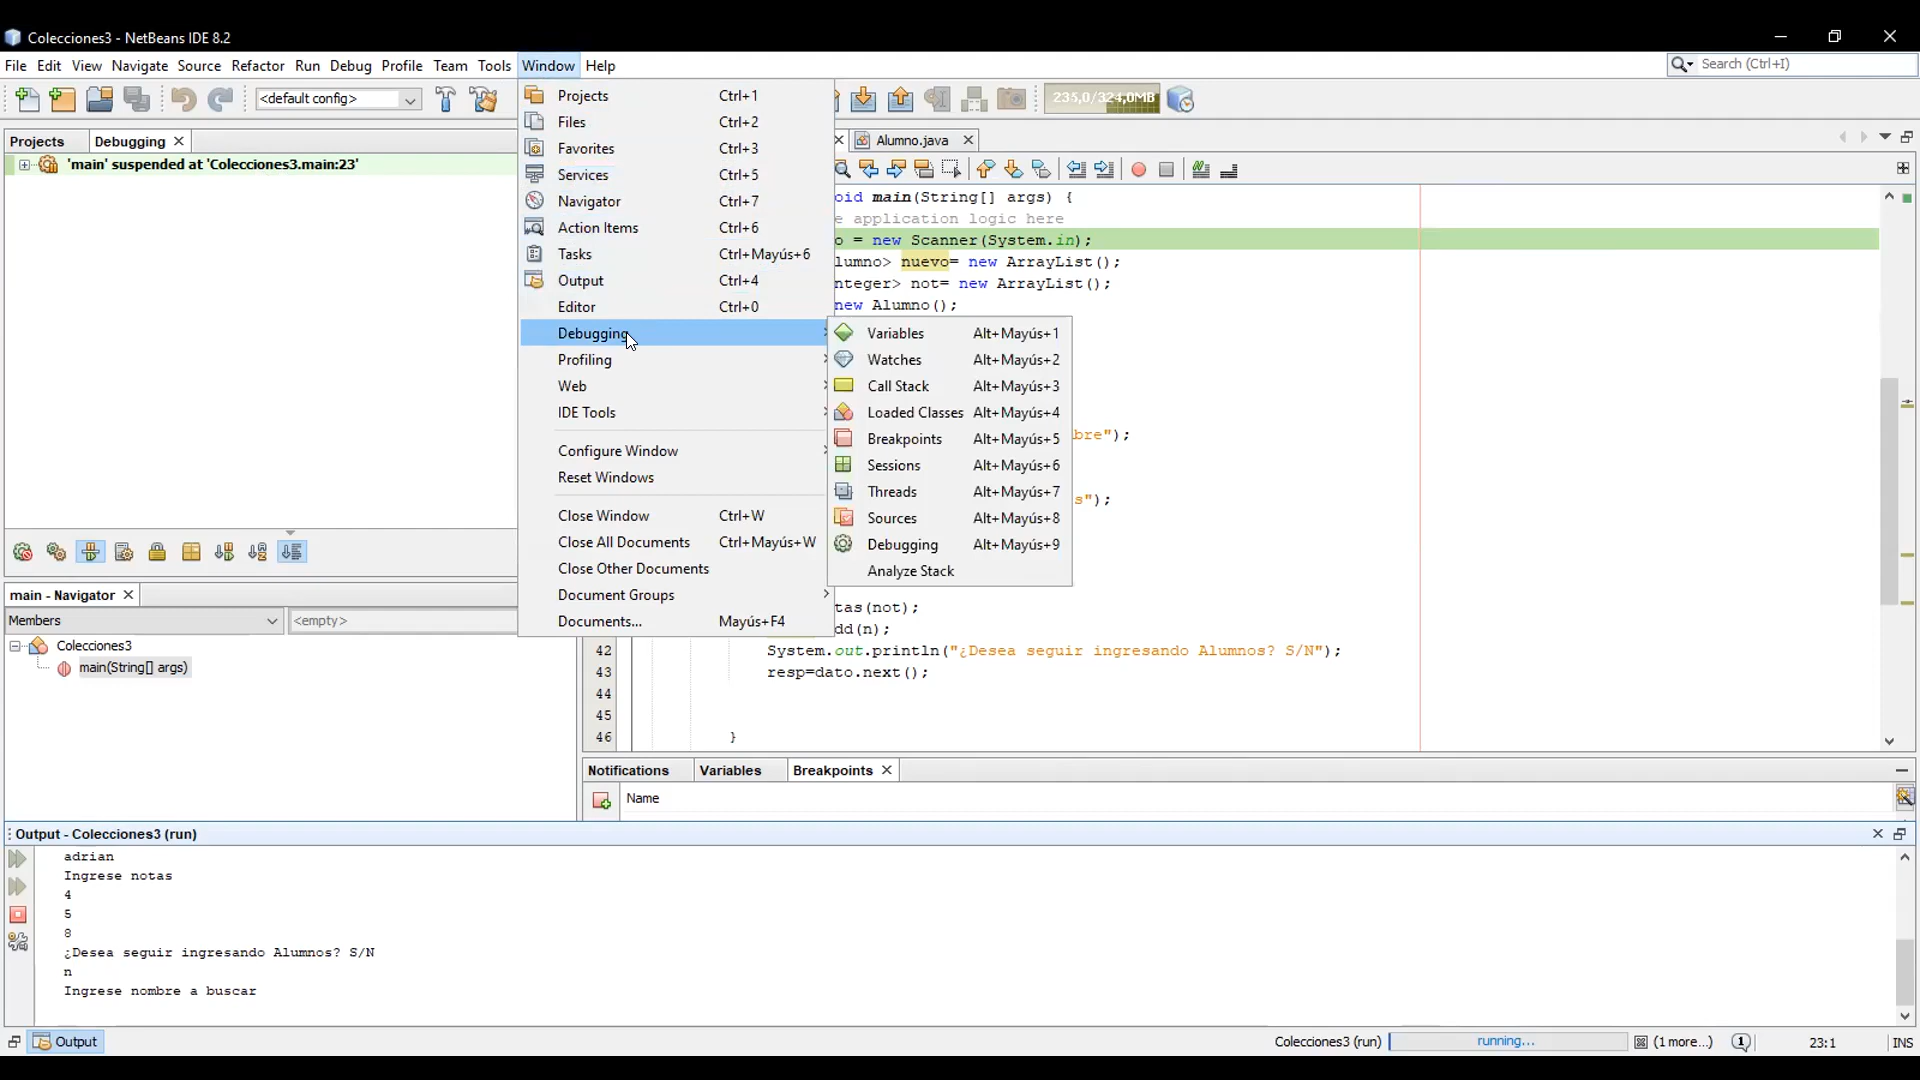 Colecciones3 - NetBeans IDE 8.2
File Edit View Navigate Source Refactor Run Debug Profile Team Tools Window Help
Search (Ctrl+I)
<default config>
235,0/324,0MB
Projects Debugging
Alumno.java
'main' suspended at 'Colecciones3.main:23'
Projects Ctrl+1
Files Ctrl+2
Favorites Ctrl+3
Services Ctrl+5
Navigator Ctrl+7
Action Items Ctrl+6
Tasks Ctrl+Mayús+6
Output Ctrl+4
Editor Ctrl+0
Debugging
Profiling
Web
IDE Tools
Configure Window
Reset Windows
Close Window Ctrl+W
Close All Documents Ctrl+Mayús+W
Close Other Documents
Document Groups
Documents... Mayús+F4
Variables Alt+Mayús+1
Watches Alt+Mayús+2
Call Stack Alt+Mayús+3
Loaded Classes Alt+Mayús+4
Breakpoints Alt+Mayús+5
Sessions Alt+Mayús+6
Threads Alt+Mayús+7
Sources Alt+Mayús+8
Debugging Alt+Mayús+9
Analyze Stack
oid main(String[] args) {
e application logic here
o = new Scanner(System.in);
lumno> nuevo= new ArrayList();
nteger> not= new ArrayList();
new Alumno();
bre");
s");
tas(not);
dd(n);
42 System.out.println("¿Desea seguir ingresando Alumnos? S/N");
43 resp=dato.next();
44
45
46 }
main - Navigator
Members <empty>
Colecciones3
main(String[] args)
Notifications Variables Breakpoints
Name
Output - Colecciones3 (run)
adrian
Ingrese notas
4
5
8
¿Desea seguir ingresando Alumnos? S/N
n
Ingrese nombre a buscar
Output
Colecciones3 (run) running... (1 more...) 1 23:1 INS